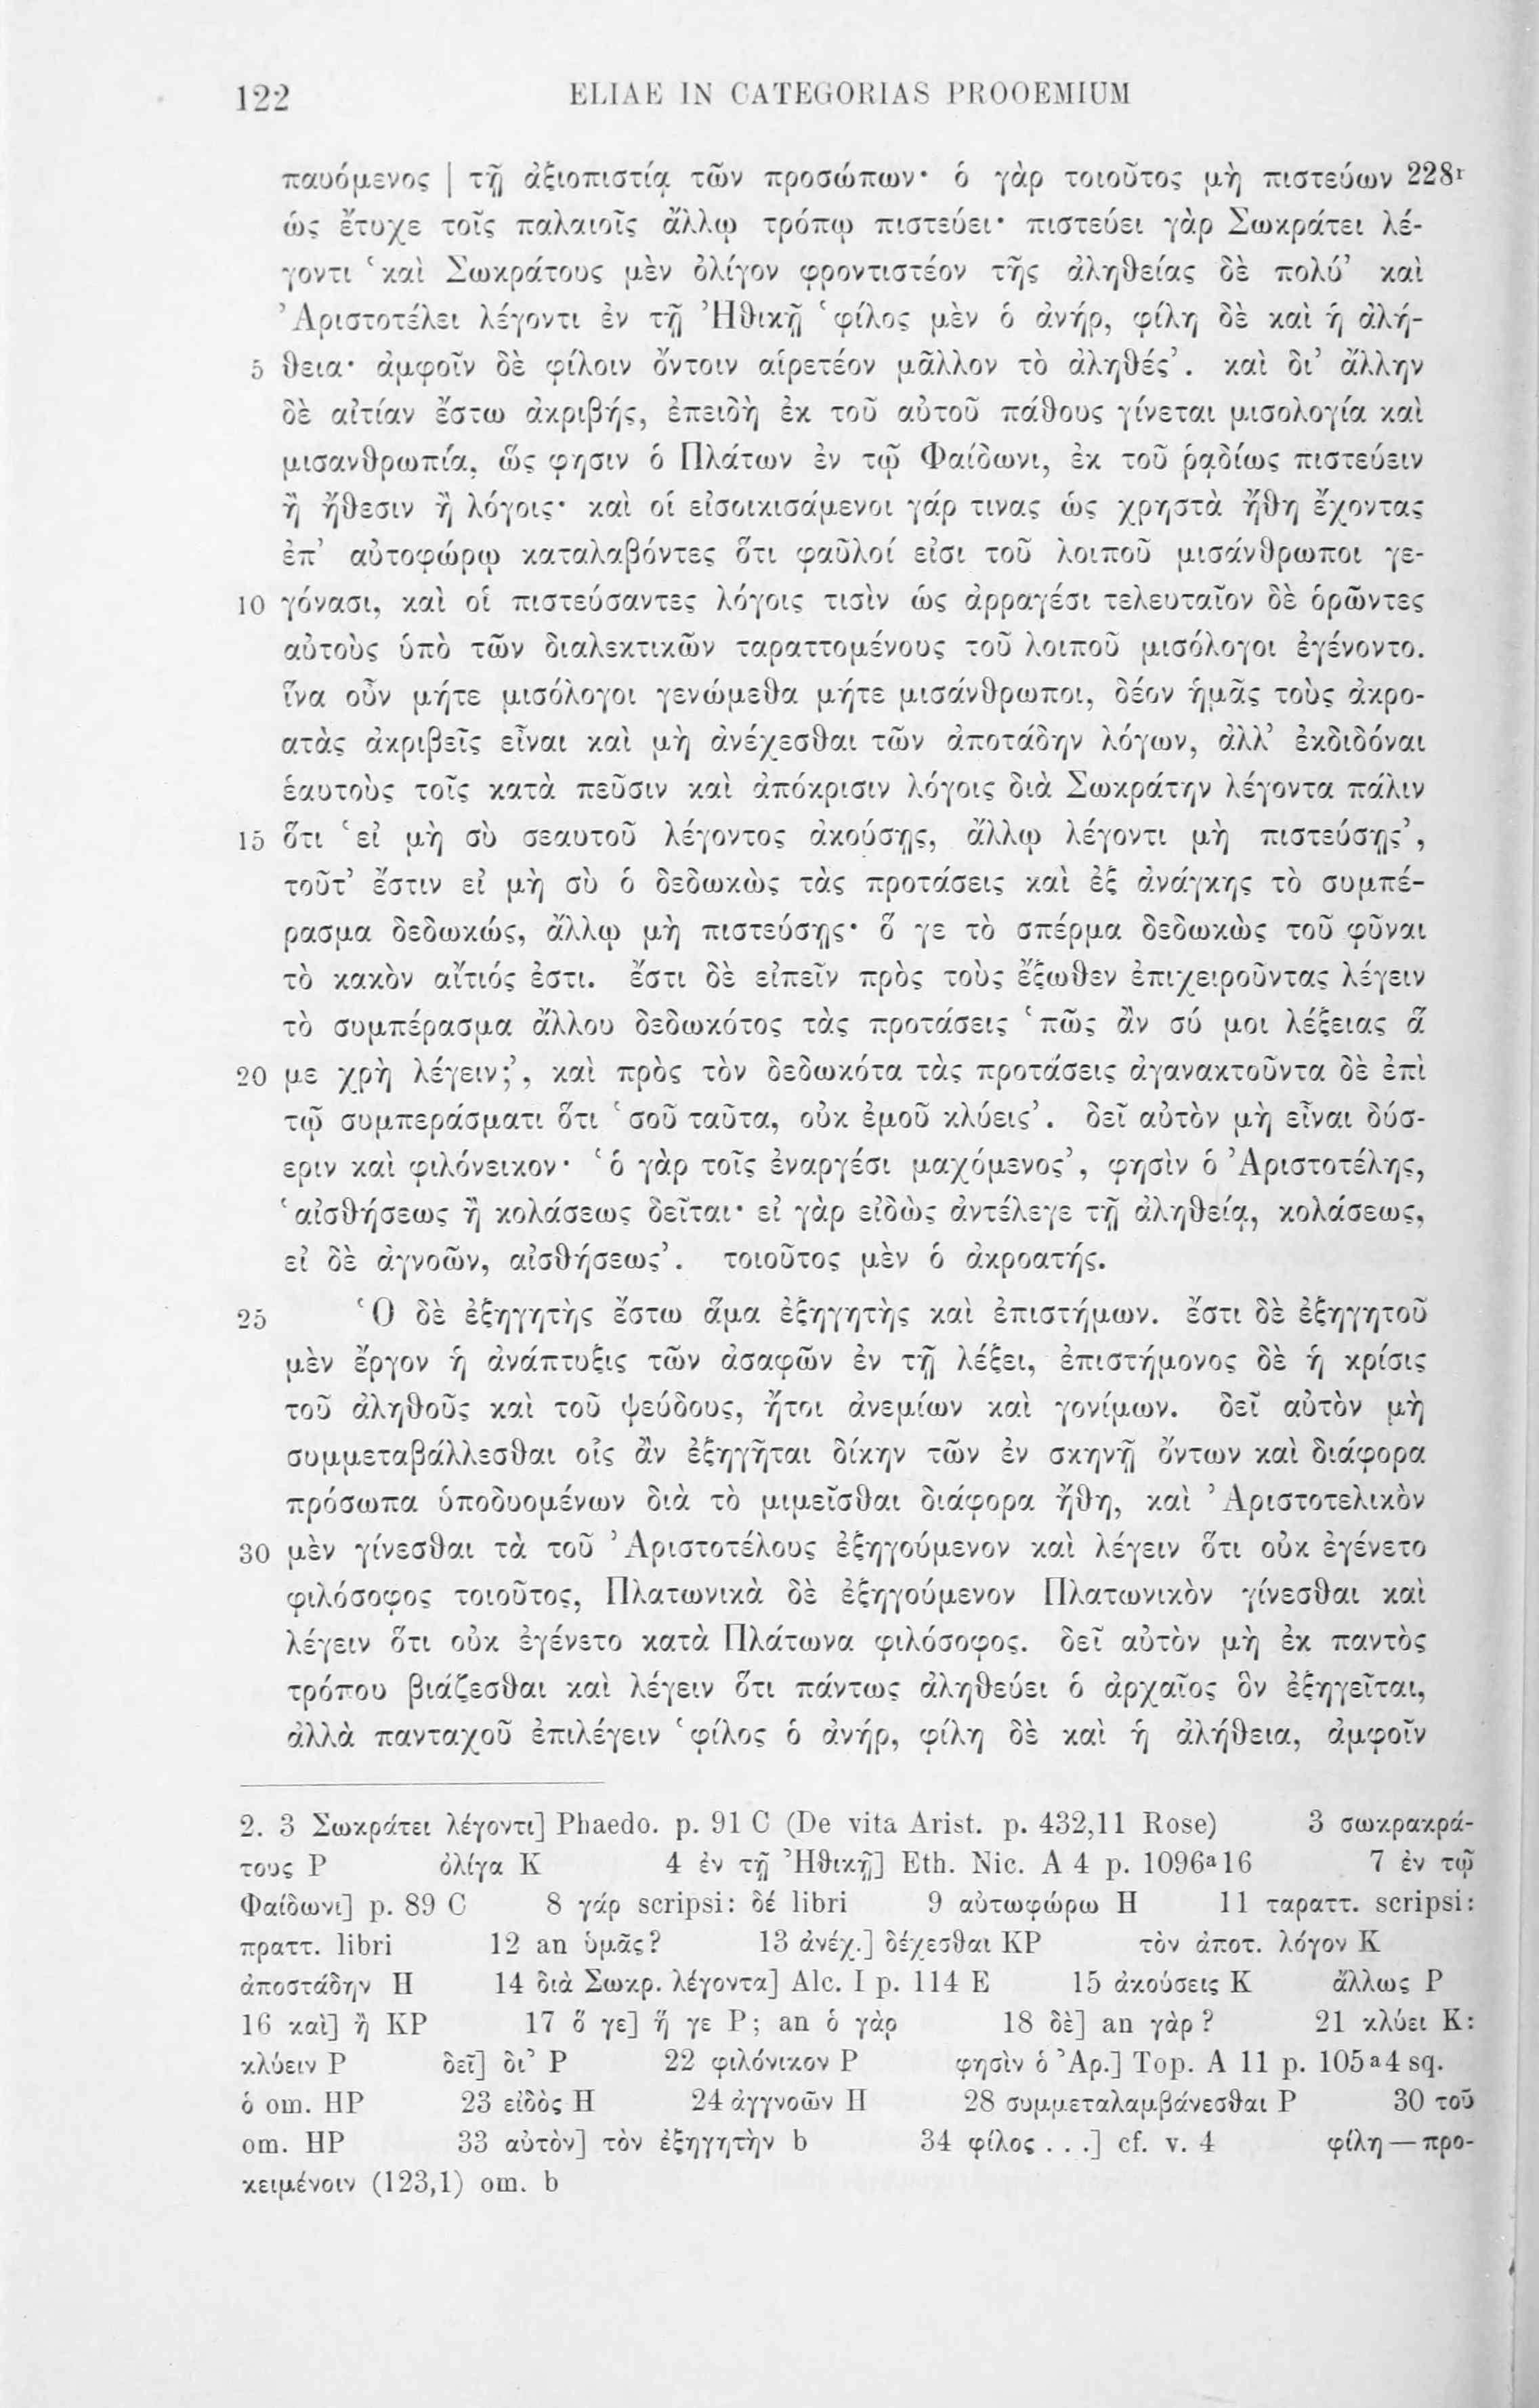 122 ELIAE IN CATEGORIAS PROOEMIUM
παυόμενος | τῇ ἀξιοπιστίᾳ τῶν προσώπων· ὁ γὰρ τοιοῦτος μὴ πιστεύων 228r
ὡς ἔτυχε τοῖς παλαιοῖς ἄλλῳ τρόπῳ πιστεύει· πιστεύει γὰρ Σωκράτει λέ-
γοντι ‛καὶ Σωκράτους μὲν ὀλίγον φροντιστέον τῆς ἀληθείας δὲ πολύ’ καὶ
Ἀριστοτέλει λέγοντι ἐν τῇ Ἠθικῇ ‛φίλος μὲν ὁ ἀνήρ, φίλη δὲ καὶ ἡ ἀλή-
5 θεια· ἀμφοῖν δὲ φίλοιν ὄντοιν αἱρετέον μᾶλλον τὸ ἀληθές’. καὶ δι’ ἄλλην
δὲ αἰτίαν ἔστω ἀκριβής, ἐπειδὴ ἐκ τοῦ αὐτοῦ πάθους γίνεται μισολογία καὶ
μισανθρωπία, ὥς φησιν ὁ Πλάτων ἐν τῷ Φαίδωνι, ἐκ τοῦ ῥᾳδίως πιστεύειν
ἢ ἤθεσιν ἢ λόγοις· καὶ οἱ εἰσοικισάμενοι γάρ τινας ὡς χρηστὰ ἤθη ἔχοντας
ἐπ’ αὐτοφώρῳ καταλαβόντες ὅτι φαῦλοί εἰσι τοῦ λοιποῦ μισάνθρωποι γε-
10 γόνασι, καὶ οἱ πιστεύσαντες λόγοις τισὶν ὡς ἀρραγέσι τελευταῖον δὲ ὁρῶντες
αὐτοὺς ὑπὸ τῶν διαλεκτικῶν ταραττομένους τοῦ λοιποῦ μισόλογοι ἐγένοντο.
ἵνα οὖν μήτε μισόλογοι γενώμεθα μήτε μισάνθρωποι, δέον ἡμᾶς τοὺς ἀκρο-
ατὰς ἀκριβεῖς εἶναι καὶ μὴ ἀνέχεσθαι τῶν ἀποτάδην λόγων, ἀλλ’ ἐκδιδόναι
ἑαυτοὺς τοῖς κατὰ πεῦσιν καὶ ἀπόκρισιν λόγοις διὰ Σωκράτην λέγοντα πάλιν
15 ὅτι ‛εἰ μὴ σὺ σεαυτοῦ λέγοντος ἀκούσῃς, ἄλλῳ λέγοντι μὴ πιστεύσῃς’,
τοῦτ’ ἔστιν εἰ μὴ σὺ ὁ δεδωκὼς τὰς προτάσεις καὶ ἐξ ἀνάγκης τὸ συμπέ-
ρασμα δεδωκώς, ἄλλῳ μὴ πιστεύσῃς· ὅ γε τὸ σπέρμα δεδωκὼς τοῦ φῦναι
τὸ κακὸν αἴτιός ἐστι. ἔστι δὲ εἰπεῖν πρὸς τοὺς ἔξωθεν ἐπιχειροῦντας λέγειν
τὸ συμπέρασμα ἄλλου δεδωκότος τὰς προτάσεις ‛πῶς ἂν σύ μοι λέξειας ἅ
20 με χρὴ λέγειν;’, καὶ πρὸς τὸν δεδωκότα τὰς προτάσεις ἀγανακτοῦντα δὲ ἐπὶ
τῷ συμπεράσματι ὅτι ‛σοῦ ταῦτα, οὐκ ἐμοῦ κλύεις’. δεῖ αὐτὸν μὴ εἶναι δύσ-
εριν καὶ φιλόνεικον· ‛ὁ γὰρ τοῖς ἐναργέσι μαχόμενος’, φησὶν ὁ Ἀριστοτέλης,
‛αἰσθήσεως ἢ κολάσεως δεῖται· εἰ γὰρ εἰδὼς ἀντέλεγε τῇ ἀληθείᾳ, κολάσεως,
εἰ δὲ ἀγνοῶν, αἰσθήσεως’. τοιοῦτος μὲν ὁ ἀκροατής.
25 Ὁ δὲ ἐξηγητὴς ἔστω ἅμα ἐξηγητὴς καὶ ἐπιστήμων. ἔστι δὲ ἐξηγητοῦ
μὲν ἔργον ἡ ἀνάπτυξις τῶν ἀσαφῶν ἐν τῇ λέξει, ἐπιστήμονος δὲ ἡ κρίσις
τοῦ ἀληθοῦς καὶ τοῦ ψεύδους, ἤτοι ἀνεμίων καὶ γονίμων. δεῖ αὐτὸν μὴ
συμμεταβάλλεσθαι οἷς ἂν ἐξηγῆται δίκην τῶν ἐν σκηνῇ ὄντων καὶ διάφορα
πρόσωπα ὑποδυομένων διὰ τὸ μιμεῖσθαι διάφορα ἤθη, καὶ Ἀριστοτελικὸν
30 μὲν γίνεσθαι τὰ τοῦ Ἀριστοτέλους ἐξηγούμενον καὶ λέγειν ὅτι οὐκ ἐγένετο
φιλόσοφος τοιοῦτος, Πλατωνικὰ δὲ ἐξηγούμενον Πλατωνικὸν γίνεσθαι καὶ
λέγειν ὅτι οὐκ ἐγένετο κατὰ Πλάτωνα φιλόσοφος. δεῖ αὐτὸν μὴ ἐκ παντὸς
τρόπου βιάζεσθαι καὶ λέγειν ὅτι πάντως ἀληθεύει ὁ ἀρχαῖος ὃν ἐξηγεῖται,
ἀλλὰ πανταχοῦ ἐπιλέγειν ‛φίλος ὁ ἀνήρ, φίλη δὲ καὶ ἡ ἀλήθεια, ἀμφοῖν
2. 3 Σωκράτει λέγοντι] Phaedo. p. 91 C (De vita Arist. p. 432,11 Rose) 3 σωκρακρά-
τους P ὀλίγα K 4 ἐν τῇ Ἠθικῇ] Eth. Nic. A 4 p. 1096a16 7 ἐν τῷ
Φαίδωνι] p. 89 C 8 γάρ scripsi: δέ libri 9 αὐτωφώρω H 11 ταραττ. scripsi:
πραττ. libri 12 an ὑμᾶς? 13 ἀνέχ.] δέχεσθαι KP τὸν ἀποτ. λόγον K
ἀποστάδην H 14 διὰ Σωκρ. λέγοντα] Alc. I p. 114 E 15 ἀκούσεις K ἄλλως P
16 καὶ] ἢ KP 17 ὅ γε] ἥ γε P; an ὁ γὰρ 18 δὲ] an γὰρ? 21 κλύει K:
κλύειν P δεῖ] δι’ P 22 φιλόνικον P φησὶν ὁ Ἀρ.] Top. A 11 p. 105a4 sq.
ὁ om. HP 23 εἰδὸς H 24 ἀγγνοῶν H 28 συμμεταλαμβάνεσθαι P 30 τοῦ
om. HP 33 αὐτὸν] τὸν ἐξηγητὴν b 34 φίλος . . .] cf. v. 4 φίλη — προ-
κειμένοιν (123,1) om. b